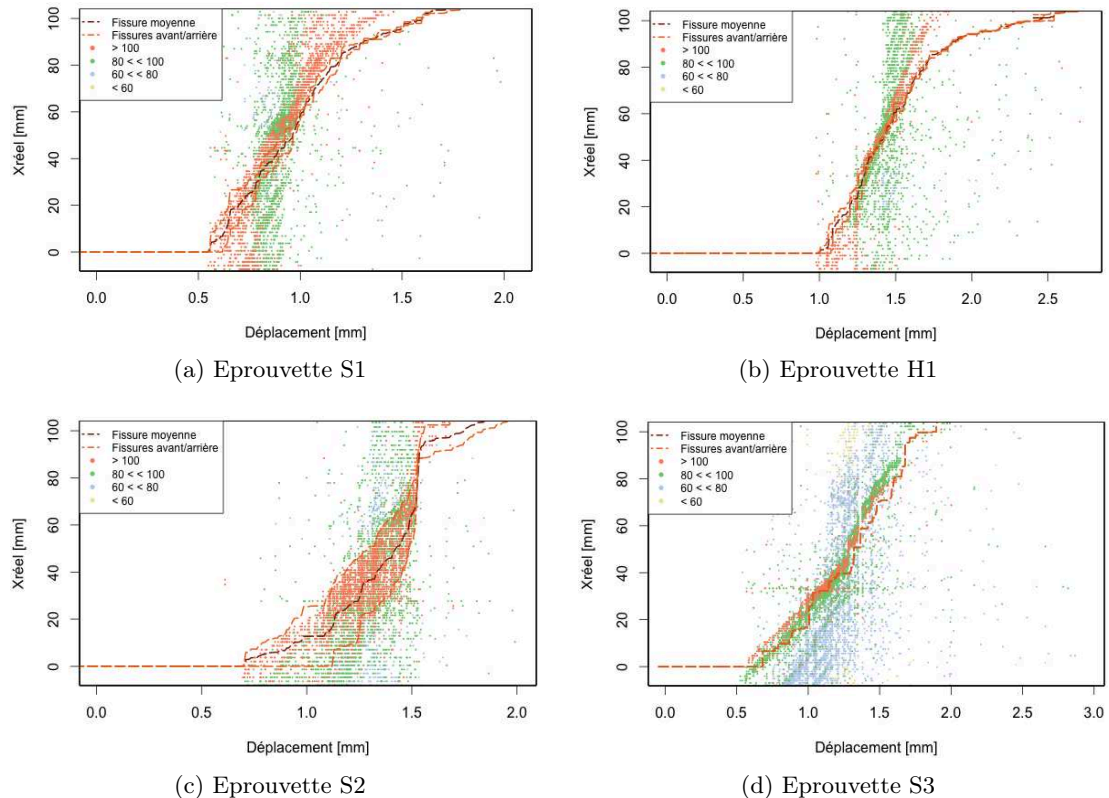 Fissure moyenne
Fissures avant/arrière
> 100
80 < < 100
60 < < 80
< 60
Xréel [mm]
0 20 40 60 80 100
0.0 0.5 1.0 1.5 2.0
Déplacement [mm]
(a) Eprouvette S1
Fissure moyenne
Fissures avant/arrière
> 100
80 < < 100
60 < < 80
< 60
Xréel [mm]
0 20 40 60 80 100
0.0 0.5 1.0 1.5 2.0 2.5
Déplacement [mm]
(b) Eprouvette H1
Fissure moyenne
Fissures avant/arrière
> 100
80 < < 100
60 < < 80
< 60
Xréel [mm]
0 20 40 60 80 100
0.0 0.5 1.0 1.5 2.0
Déplacement [mm]
(c) Eprouvette S2
Fissure moyenne
Fissures avant/arrière
> 100
80 < < 100
60 < < 80
< 60
Xréel [mm]
0 20 40 60 80 100
0.0 0.5 1.0 1.5 2.0 2.5 3.0
Déplacement [mm]
(d) Eprouvette S3